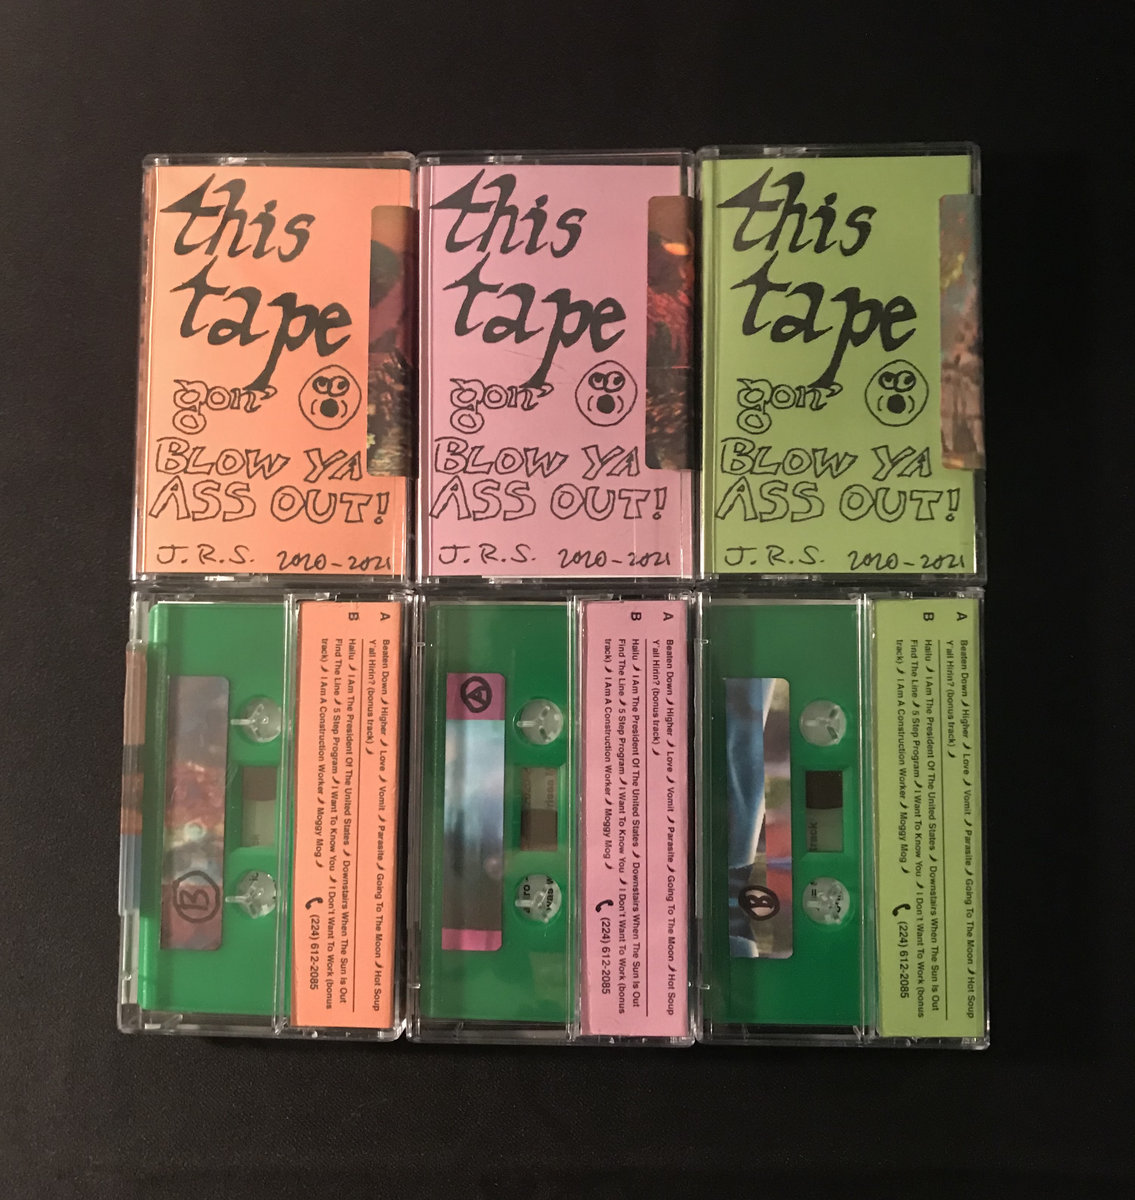 this
tape
gon'
BLOW YA
ASS OUT!
J.R.S. 2020-2021
this
tape
gon'
BLOW YA
ASS OUT!
J.R.S. 2020-2021
this
tape
gon'
BLOW YA
ASS OUT!
J.R.S. 2020-2021
B
A
Beaten Down Higher Love Vomit Parasite Going To The Moon Hot Soup
Y'all Hirin? (bonus track)
B
Hailu I Am The President Of The United States Downstairs When The Sun Is Out
Find The Line 5 Step Program I Want To Know You I Don't Want To Work (bonus
track) I Am A Construction Worker Moggy Mog
(224) 612-2085
A
A
Beaten Down Higher Love Vomit Parasite Going To The Moon Hot Soup
Y'all Hirin? (bonus track)
B
Hailu I Am The President Of The United States Downstairs When The Sun Is Out
Find The Line 5 Step Program I Want To Know You I Don't Want To Work (bonus
track) I Am A Construction Worker Moggy Mog
(224) 612-2085
B
A
Beaten Down Higher Love Vomit Parasite Going To The Moon Hot Soup
Y'all Hirin? (bonus track)
B
Hailu I Am The President Of The United States Downstairs When The Sun Is Out
Find The Line 5 Step Program I Want To Know You I Don't Want To Work (bonus
track) I Am A Construction Worker Moggy Mog
(224) 612-2085